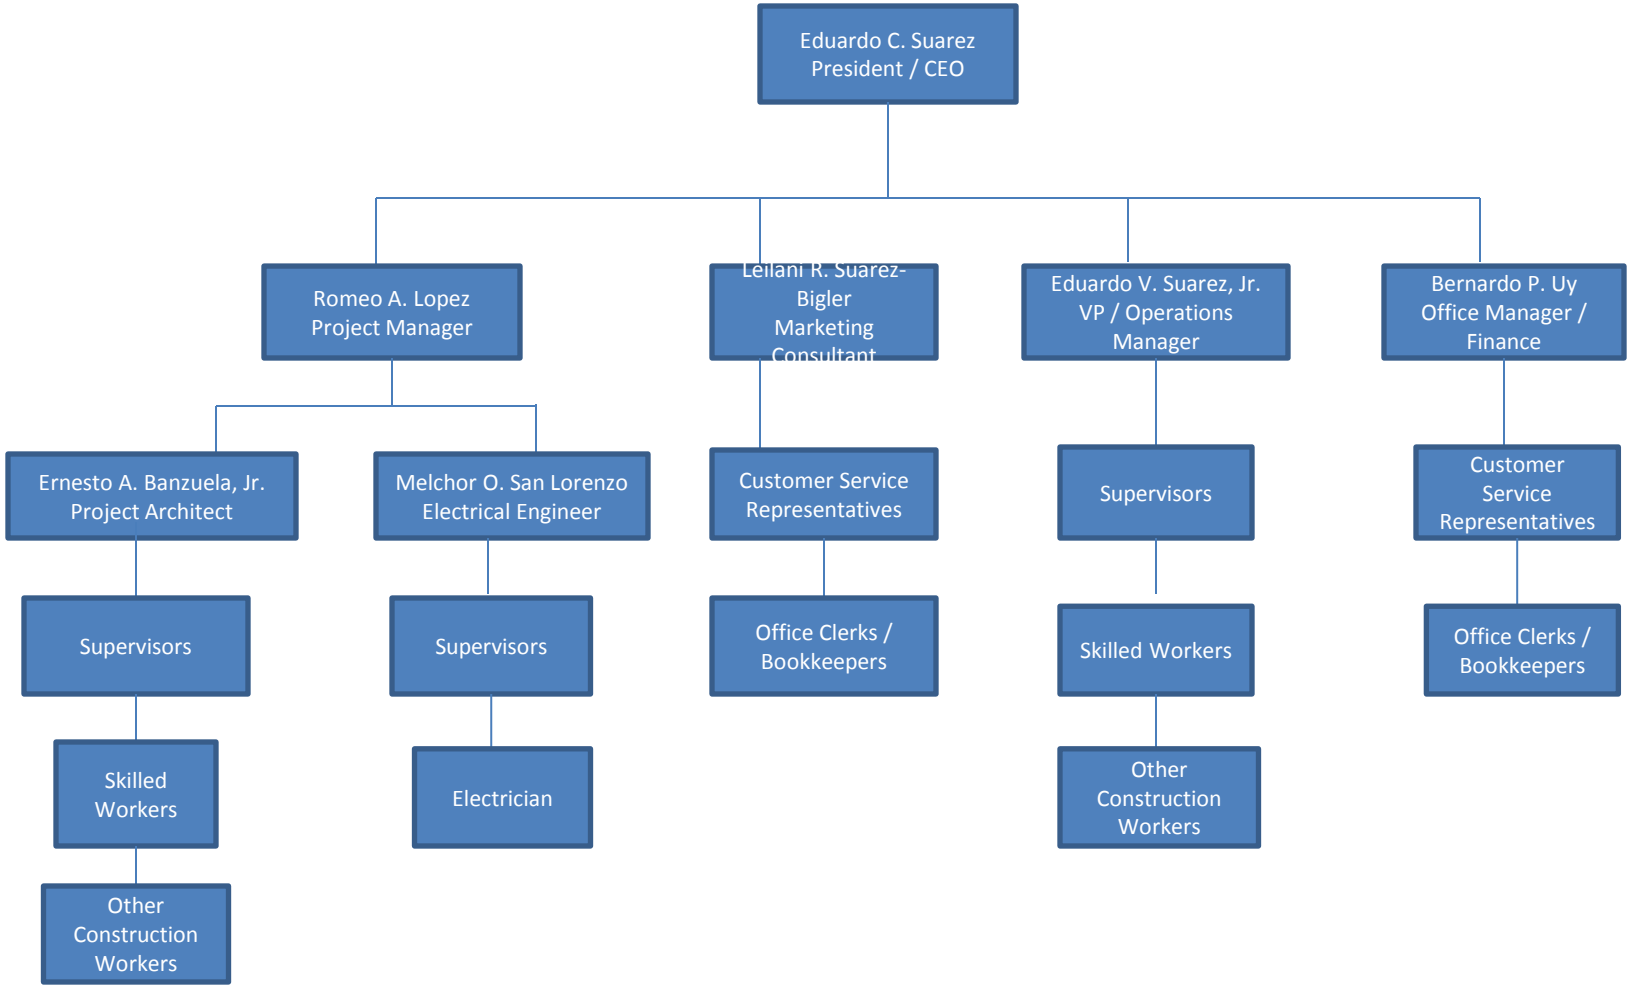 Eduardo C. Suarez
President / CEO
Romeo A. Lopez
Project Manager
Leilani R. Suarez-
Bigler
Marketing
Consultant
Eduardo V. Suarez, Jr.
VP / Operations
Manager
Bernardo P. Uy
Office Manager /
Finance
Ernesto A. Banzuela, Jr.
Project Architect
Melchor O. San Lorenzo
Electrical Engineer
Customer Service
Representatives
Supervisors
Customer
Service
Representatives
Supervisors
Supervisors
Office Clerks /
Bookkeepers
Skilled Workers
Office Clerks /
Bookkeepers
Skilled
Workers
Electrician
Other
Construction
Workers
Other
Construction
Workers